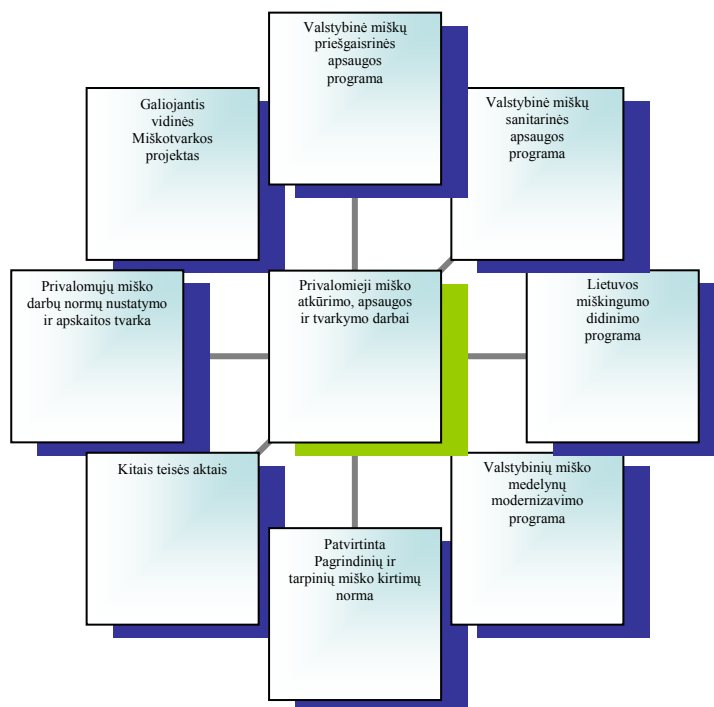 Valstybinė miškų
priešgaisrinės
apsaugos
programa
Galiojantis
vidinės
Miškotvarkos
projektas
Valstybinė miškų
sanitarinės
apsaugos
programa
Privalomųjų miško
darbų normų nustatymo
ir apskaitos tvarka
Privalomieji miško
atkūrimo, apsaugos
ir tvarkymo darbai
Lietuvos
miškingumo
didinimo
programa
Kitais teisės aktais
Valstybinių miško
medelynų
modernizavimo
programa
Patvirtinta
Pagrindinių ir
tarpinių miško kirtimų
norma